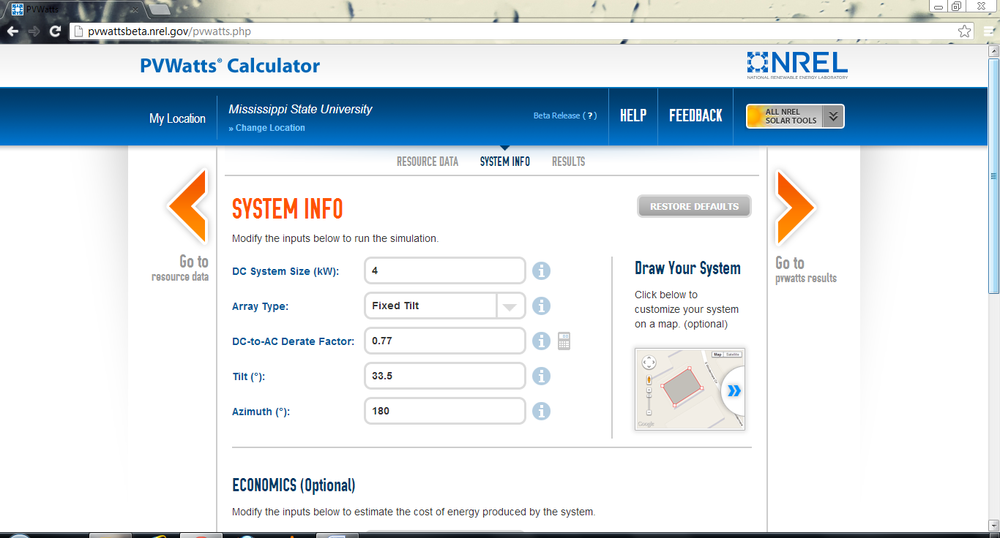 PVWatts
pvwattsbeta.nrel.gov/pvwatts.php
PVWatts® Calculator
NREL
NATIONAL RENEWABLE ENERGY LABORATORY
My Location
Mississippi State University
» Change Location
Beta Release ( ? )
HELP
FEEDBACK
ALL NREL
SOLAR TOOLS
RESOURCE DATA
SYSTEM INFO
RESULTS
Go to
resource data
SYSTEM INFO
RESTORE DEFAULTS
Modify the inputs below to run the simulation.
DC System Size (kW):
4
Array Type:
Fixed Tilt
DC-to-AC Derate Factor:
0.77
Tilt (°):
33.5
Azimuth (°):
180
Draw Your System
Click below to
customize your system
on a map. (optional)
Map
Satellite
Google
Go to
pvwatts results
ECONOMICS (Optional)
Modify the inputs below to estimate the cost of energy produced by the system.